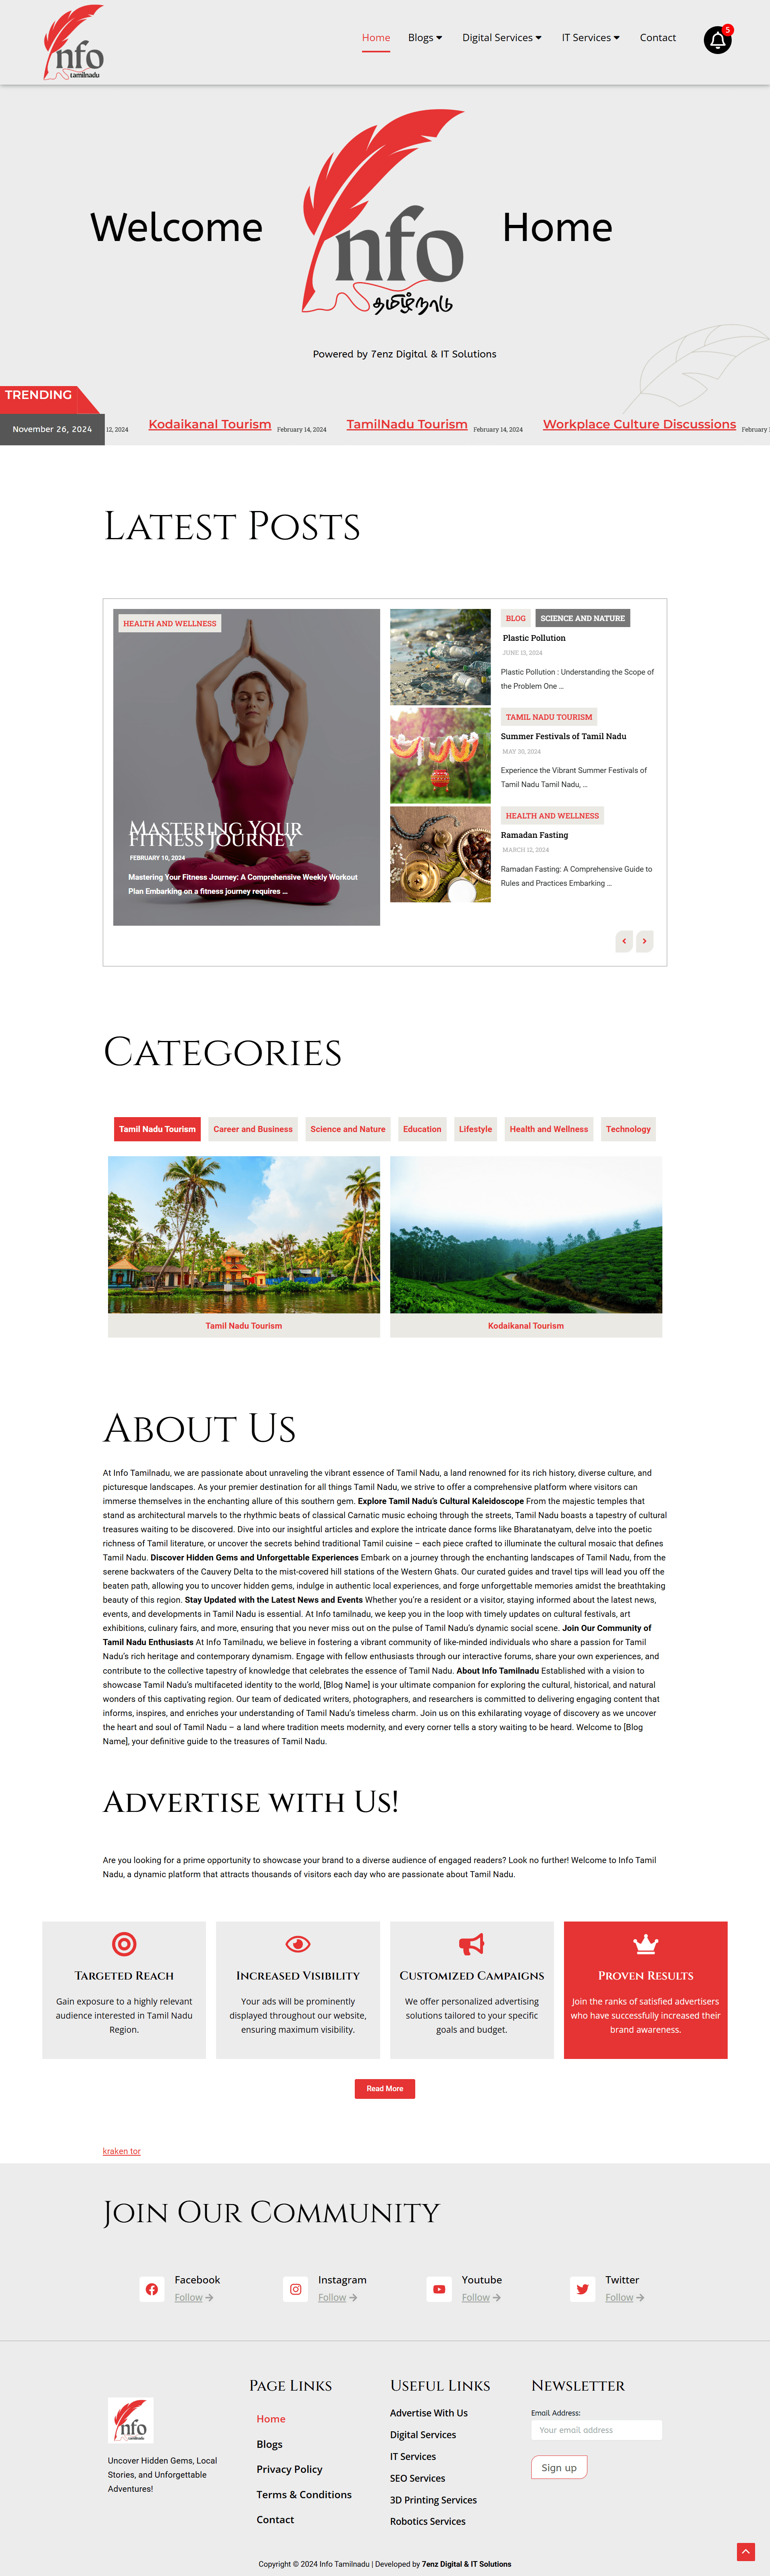 nfo
tamilnadu
Home
Blogs
Digital Services
IT Services
Contact
5
Welcome
nfo
தமிழ்நாடு
Home
Powered by 7enz Digital & IT Solutions
TRENDING
November 26, 2024
12, 2024
Kodaikanal Tourism
February 14, 2024
TamilNadu Tourism
February 14, 2024
Workplace Culture Discussions
February
Latest Posts
HEALTH AND WELLNESS
Mastering Your
Fitness Journey
FEBRUARY 10, 2024
Mastering Your Fitness Journey: A Comprehensive Weekly Workout
Plan Embarking on a fitness journey requires ...
BLOG
SCIENCE AND NATURE
Plastic Pollution
JUNE 13, 2024
Plastic Pollution : Understanding the Scope of
the Problem One ...
TAMIL NADU TOURISM
Summer Festivals of Tamil Nadu
MAY 30, 2024
Experience the Vibrant Summer Festivals of
Tamil Nadu Tamil Nadu, ...
HEALTH AND WELLNESS
Ramadan Fasting
MARCH 12, 2024
Ramadan Fasting: A Comprehensive Guide to
Rules and Practices Embarking ...
Categories
Tamil Nadu Tourism
Career and Business
Science and Nature
Education
Lifestyle
Health and Wellness
Technology
Tamil Nadu Tourism
Kodaikanal Tourism
About Us
At Info Tamilnadu, we are passionate about unraveling the vibrant essence of Tamil Nadu, a land renowned for its rich history, diverse culture, and
picturesque landscapes. As your premier destination for all things Tamil Nadu, we strive to offer a comprehensive platform where visitors can
immerse themselves in the enchanting allure of this southern gem. Explore Tamil Nadu's Cultural Kaleidoscope From the majestic temples that
stand as architectural marvels to the rhythmic beats of classical Carnatic music echoing through the streets, Tamil Nadu boasts a tapestry of cultural
treasures waiting to be discovered. Dive into our insightful articles and explore the intricate dance forms like Bharatanatyam, delve into the poetic
richness of Tamil literature, or uncover the secrets behind traditional Tamil cuisine – each piece crafted to illuminate the cultural mosaic that defines
Tamil Nadu. Discover Hidden Gems and Unforgettable Experiences Embark on a journey through the enchanting landscapes of Tamil Nadu, from the
serene backwaters of the Cauvery Delta to the mist-covered hill stations of the Western Ghats. Our curated guides and travel tips will lead you off the
beaten path, allowing you to uncover hidden gems, indulge in authentic local experiences, and forge unforgettable memories amidst the breathtaking
beauty of this region. Stay Updated with the Latest News and Events Whether you're a resident or a visitor, staying informed about the latest news,
events, and developments in Tamil Nadu is essential. At Info tamilnadu, we keep you in the loop with timely updates on cultural festivals, art
exhibitions, culinary fairs, and more, ensuring that you never miss out on the pulse of Tamil Nadu's dynamic social scene. Join Our Community of
Tamil Nadu Enthusiasts At Info Tamilnadu, we believe in fostering a vibrant community of like-minded individuals who share a passion for Tamil
Nadu's rich heritage and contemporary dynamism. Engage with fellow enthusiasts through our interactive forums, share your own experiences, and
contribute to the collective tapestry of knowledge that celebrates the essence of Tamil Nadu. About Info Tamilnadu Established with a vision to
showcase Tamil Nadu's multifaceted identity to the world, [Blog Name] is your ultimate companion for exploring the cultural, historical, and natural
wonders of this captivating region. Our team of dedicated writers, photographers, and researchers is committed to delivering engaging content that
informs, inspires, and enriches your understanding of Tamil Nadu's timeless charm. Join us on this exhilarating voyage of discovery as we uncover
the heart and soul of Tamil Nadu – a land where tradition meets modernity, and every corner tells a story waiting to be heard. Welcome to [Blog
Name], your definitive guide to the treasures of Tamil Nadu.
Advertise with Us!
Are you looking for a prime opportunity to showcase your brand to a diverse audience of engaged readers? Look no further! Welcome to Info Tamil
Nadu, a dynamic platform that attracts thousands of visitors each day who are passionate about Tamil Nadu.
Targeted Reach
Gain exposure to a highly relevant
audience interested in Tamil Nadu
Region.
Increased Visibility
Your ads will be prominently
displayed throughout our website,
ensuring maximum visibility.
Customized Campaigns
We offer personalized advertising
solutions tailored to your specific
goals and budget.
Proven Results
Join the ranks of satisfied advertisers
who have successfully increased their
brand awareness.
Read More
kraken tor
Join Our Community
Facebook
Follow
Instagram
Follow
Youtube
Follow
Twitter
Follow
nfo
tamilnadu
Uncover Hidden Gems, Local
Stories, and Unforgettable
Adventures!
Page Links
Home
Blogs
Privacy Policy
Terms & Conditions
Contact
Useful Links
Advertise With Us
Digital Services
IT Services
SEO Services
3D Printing Services
Robotics Services
Newsletter
Email Address:
Your email address
Sign up
Copyright © 2024 Info Tamilnadu | Developed by 7enz Digital & IT Solutions